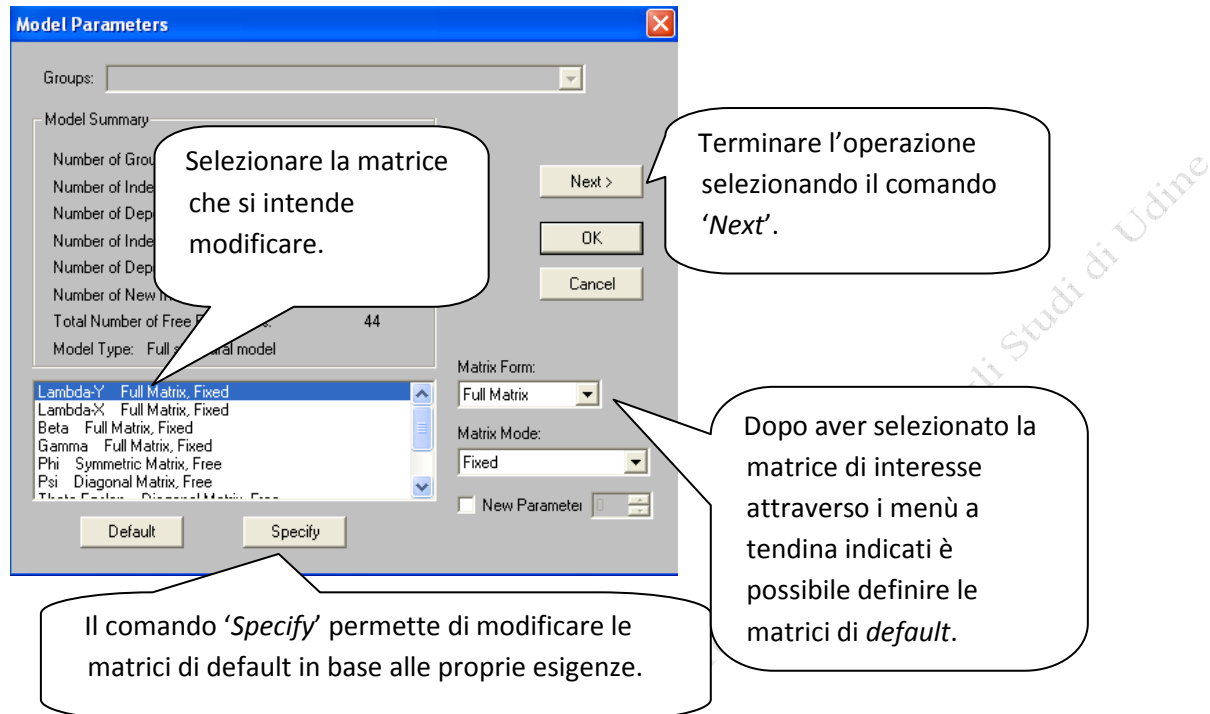 Model Parameters
Groups:
Model Summary
Number of Grou
Number of Inde
Number of Dep
Number of Inde
Number of Dep
Number of New
Total Number of Free 44
Model Type: Full s ral model
Selezionare la matrice
che si intende
modificare.
Next >
OK
Cancel
Terminare l’operazione
selezionando il comando
‘Next’.
Lambda-Y Full Matrix, Fixed
Lambda-X Full Matrix, Fixed
Beta Full Matrix, Fixed
Gamma Full Matrix, Fixed
Phi Symmetric Matrix, Free
Psi Diagonal Matrix, Free
Matrix Form:
Full Matrix
Matrix Mode:
Fixed
New Parameter 0
Default
Specify
Dopo aver selezionato la
matrice di interesse
attraverso i menù a
tendina indicati è
possibile definire le
matrici di default.
Il comando ‘Specify’ permette di modificare le
matrici di default in base alle proprie esigenze.
li Studi di Udine